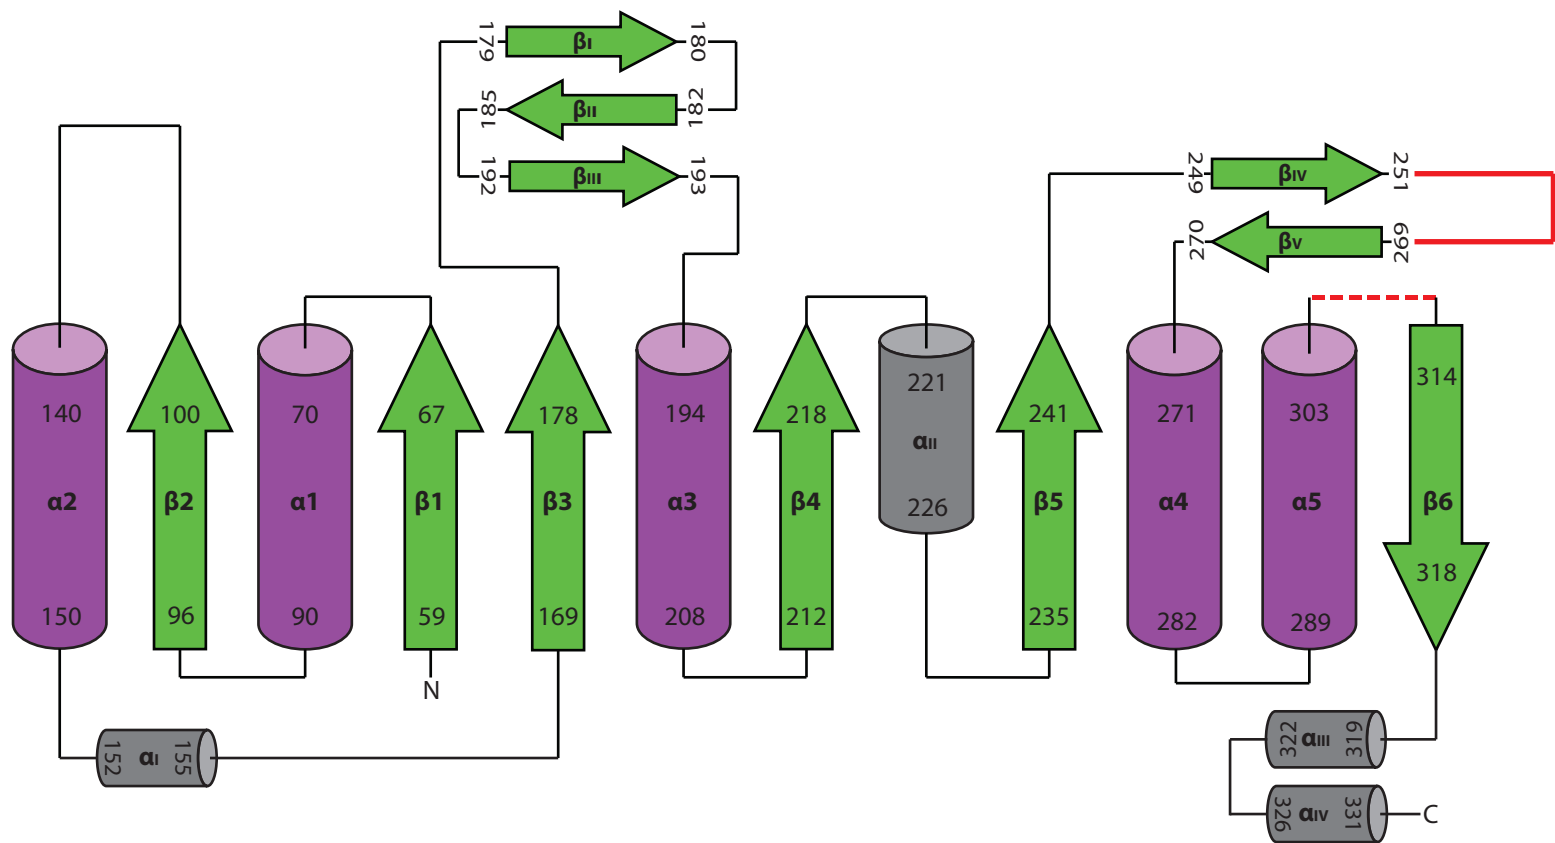 179 βI 180
185 βII 182
192 βIII 193
249 βIV 251
270 βV 269
140 100 70 67 178 194 218 221 241 271 303 314
α2 β2 α1 β1 β3 α3 β4 αII β5 α4 α5 β6
226 318
150 96 90 59 169 208 212 235 282 289
N
152 αI 155
322 αIII 319
326 αIV 331 C